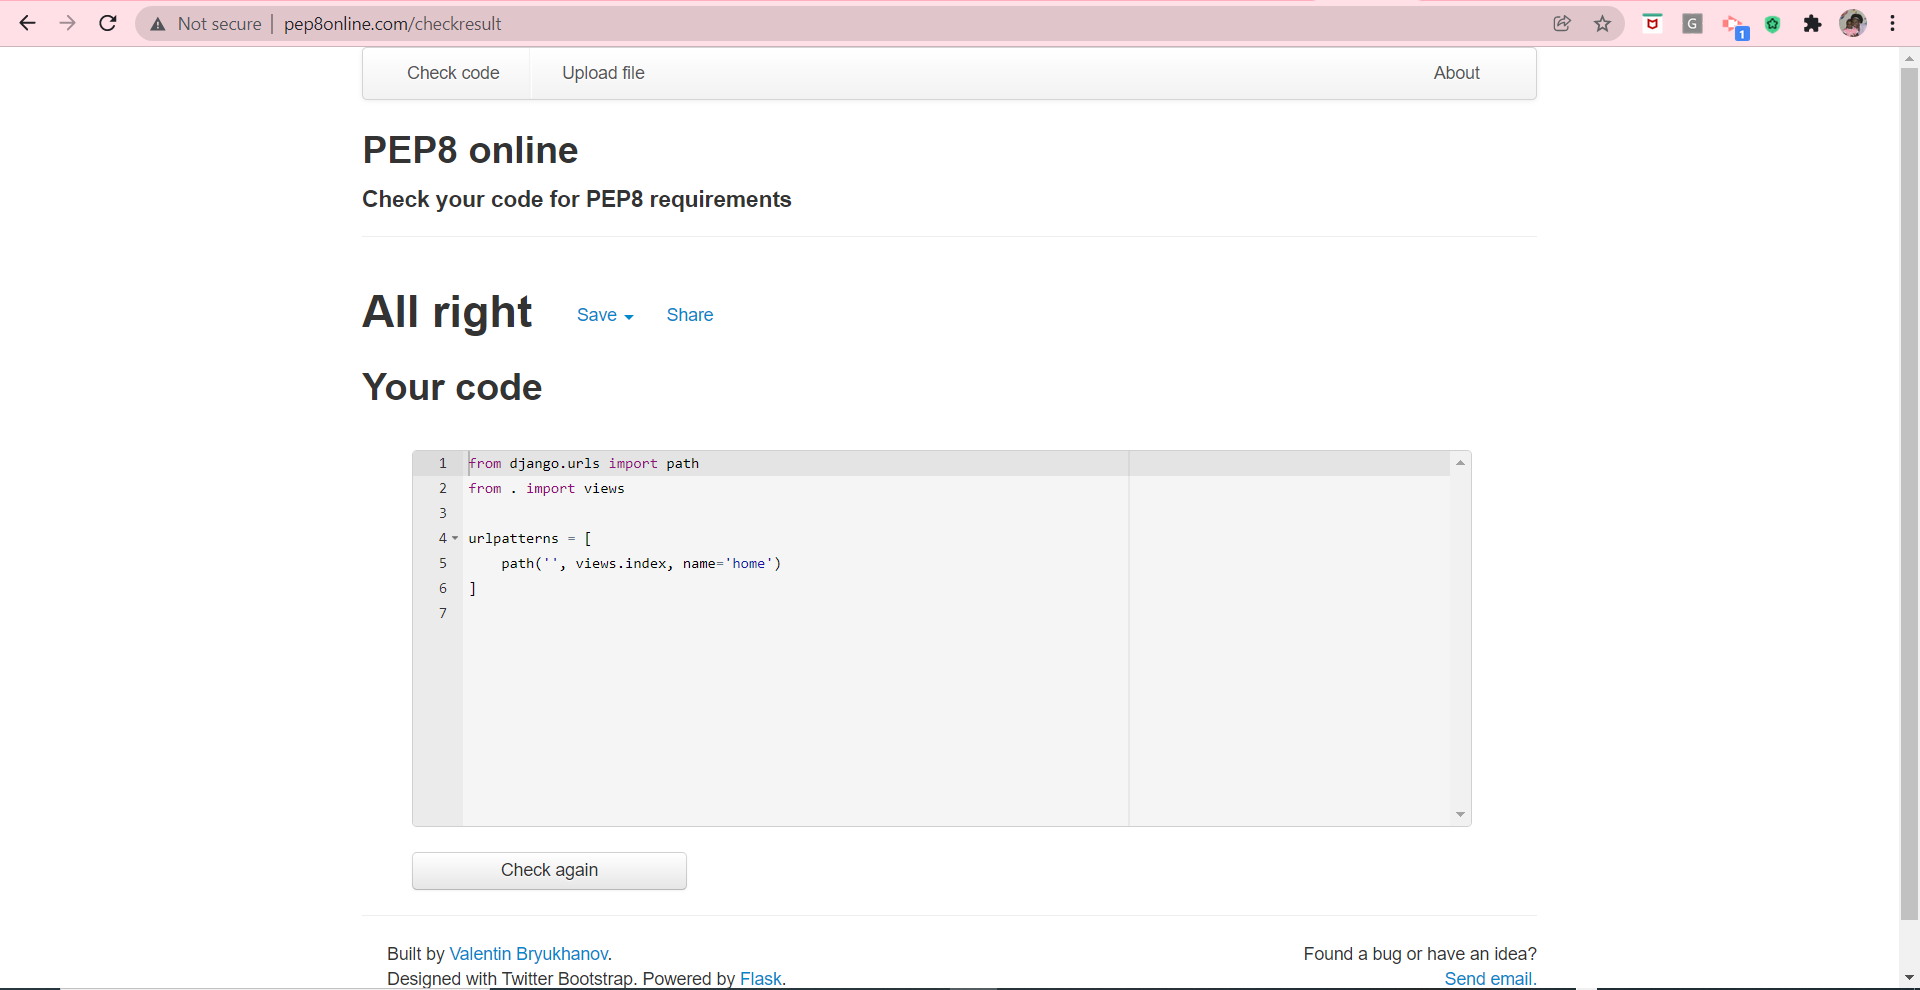 Not secure | pep8online.com/checkresult
G
1
Check code Upload file About
PEP8 online
Check your code for PEP8 requirements
All right Save Share
Your code
1 from django.urls import path
2 from . import views
3
4 urlpatterns = [
5     path('', views.index, name='home')
6 ]
7
Check again
Built by Valentin Bryukhanov. Found a bug or have an idea?
Designed with Twitter Bootstrap. Powered by Flask. Send email.